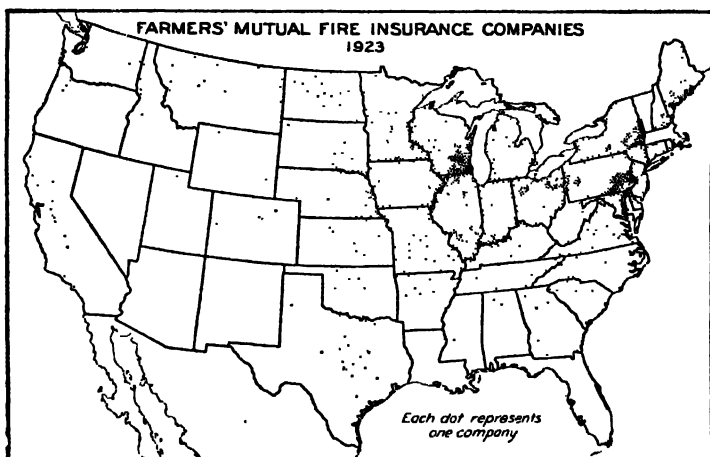 FARMERS' MUTUAL FIRE INSURANCE COMPANIES
1923
Each dot represents
one company